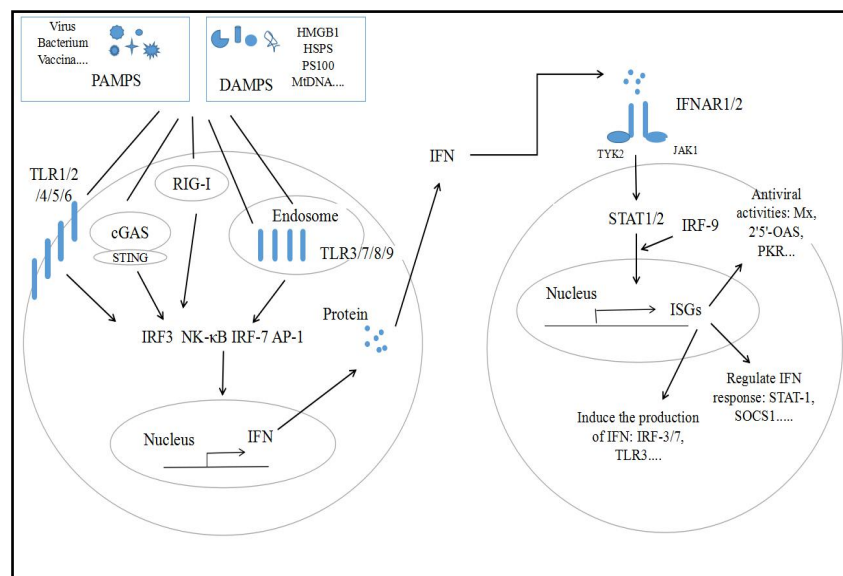 Virus
Bacterium
Vaccina....
PAMPS
HMGB1
HSPS
PS100
MtDNA....
DAMPS
TLR1/2
/4/5/6
RIG-I
cGAS
STING
Endosome
TLR3/7/8/9
IRF3 NK-κB IRF-7 AP-1
Protein
Nucleus
IFN
IFN
IFNAR1/2
TYK2
JAK1
STAT1/2
IRF-9
Antiviral
activities: Mx,
2'5'-OAS,
PKR...
Nucleus
ISGs
Regulate IFN
response: STAT-1,
SOCS1.....
Induce the production
of IFN: IRF-3/7,
TLR3....